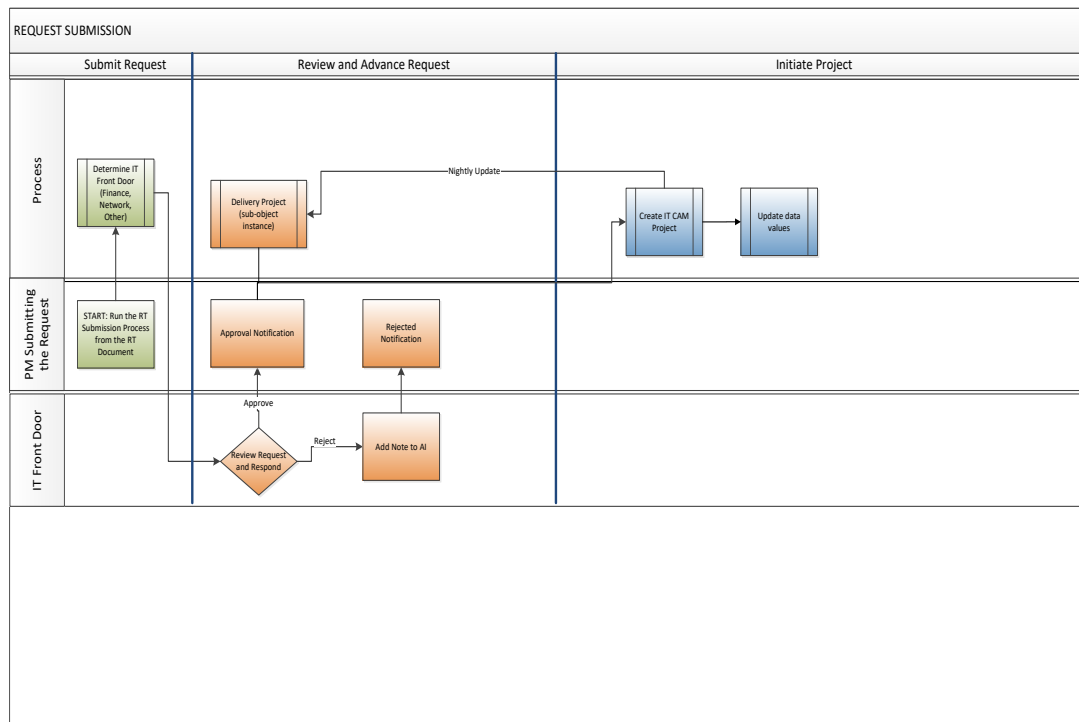 REQUEST SUBMISSION
Submit Request
Review and Advance Request
Initiate Project
Process
Determine IT
Front Door
(Finance,
Network,
Other)
Delivery Project
(sub-object
instance)
Nightly Update
Create IT CAM
Project
Update data
values
PM Submitting
the Request
START: Run the RT
Submission Process
from the RT
Document
Approval Notification
Rejected
Notification
IT Front Door
Approve
Review Request
and Respond
Reject
Add Note to AI